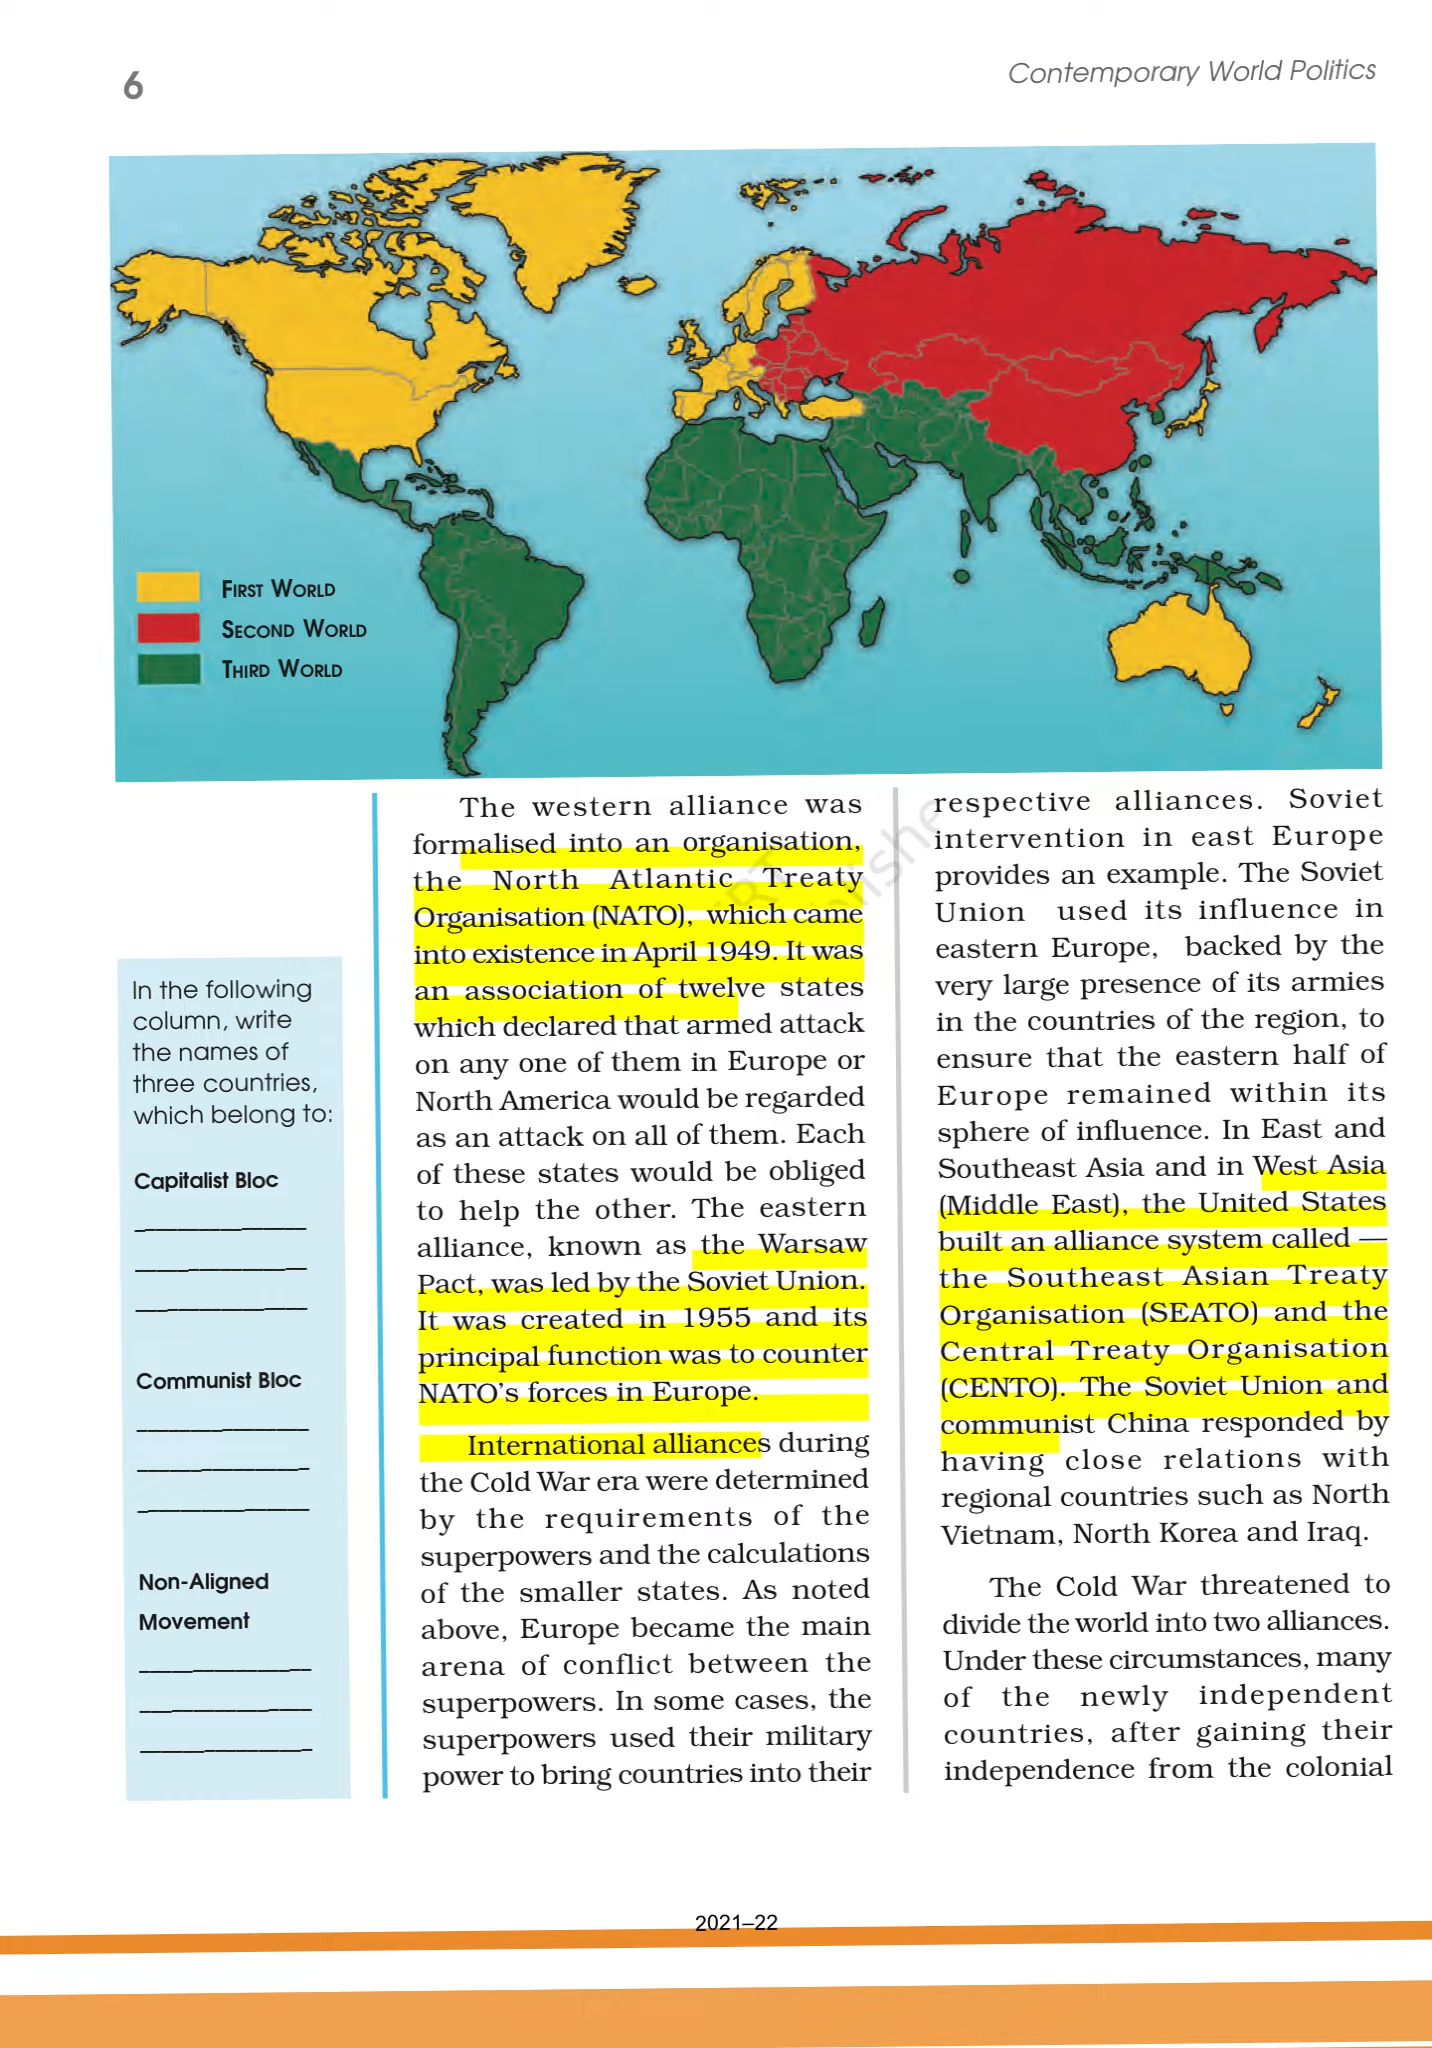 6
Contemporary World Politics
FIRST WORLD
SECOND WORLD
THIRD WORLD
In the following
column, write
the names of
three countries,
which belong to:
Capitalist Bloc
________________
________________
________________
Communist Bloc
________________
________________
________________
Non-Aligned
Movement
________________
________________
________________
The western alliance was
formalised into an organisation,
the North Atlantic Treaty
Organisation (NATO), which came
into existence in April 1949. It was
an association of twelve states
which declared that armed attack
on any one of them in Europe or
North America would be regarded
as an attack on all of them. Each
of these states would be obliged
to help the other. The eastern
alliance, known as the Warsaw
Pact, was led by the Soviet Union.
It was created in 1955 and its
principal function was to counter
NATO's forces in Europe.
International alliances during
the Cold War era were determined
by the requirements of the
superpowers and the calculations
of the smaller states. As noted
above, Europe became the main
arena of conflict between the
superpowers. In some cases, the
superpowers used their military
power to bring countries into their
respective alliances. Soviet
intervention in east Europe
provides an example. The Soviet
Union used its influence in
eastern Europe, backed by the
very large presence of its armies
in the countries of the region, to
ensure that the eastern half of
Europe remained within its
sphere of influence. In East and
Southeast Asia and in West Asia
(Middle East), the United States
built an alliance system called —
the Southeast Asian Treaty
Organisation (SEATO) and the
Central Treaty Organisation
(CENTO). The Soviet Union and
communist China responded by
having close relations with
regional countries such as North
Vietnam, North Korea and Iraq.
The Cold War threatened to
divide the world into two alliances.
Under these circumstances, many
of the newly independent
countries, after gaining their
independence from the colonial
2021–22